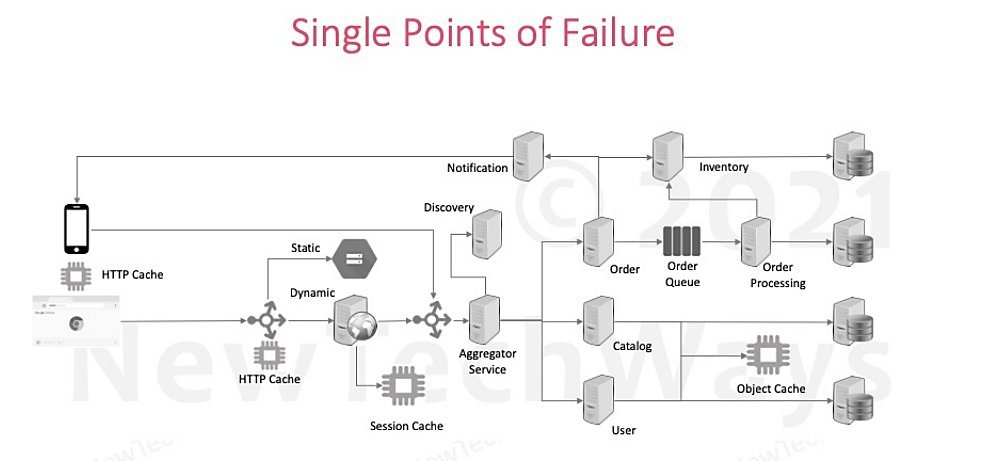 Single Points of Failure
Notification
Inventory
© 2021
Discovery
Static
HTTP Cache
Order
Order
Queue
Order
Processing
Dynamic
NewTechWays
Aggregator
Service
Catalog
HTTP Cache
Object Cache
Session Cache
User